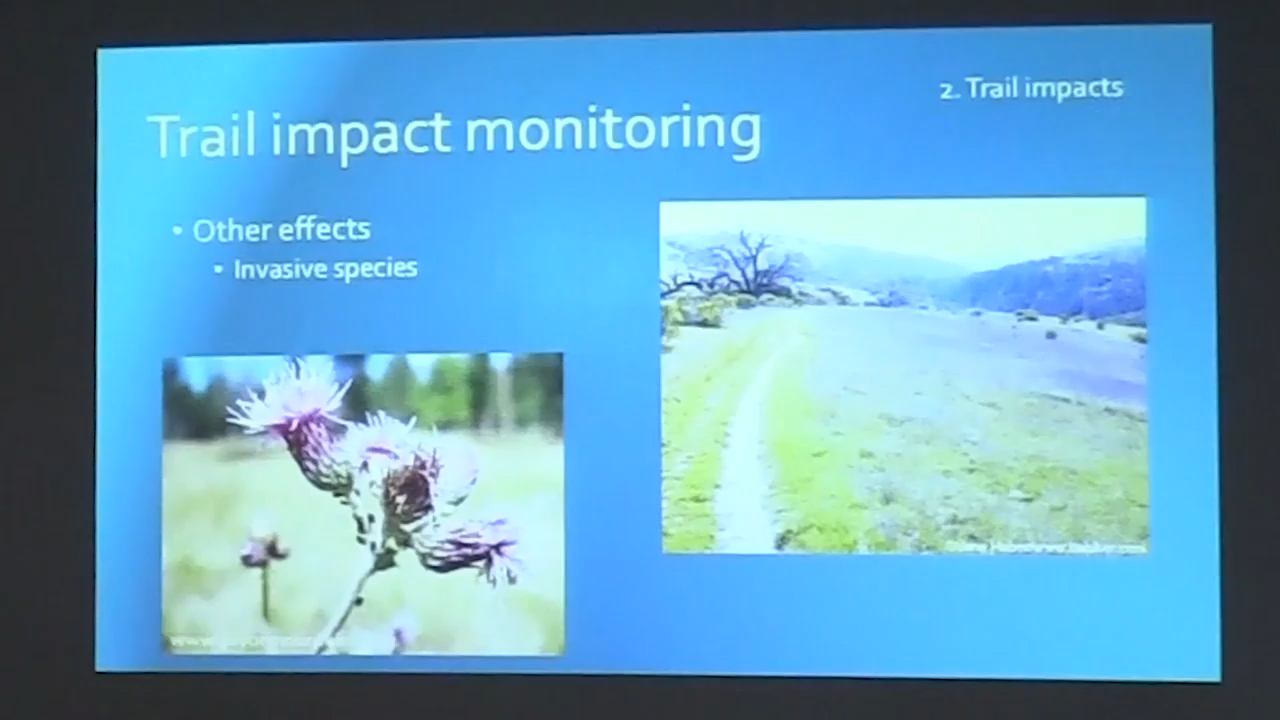 2. Trail impacts
Trail impact monitoring
• Other effects
• Invasive species